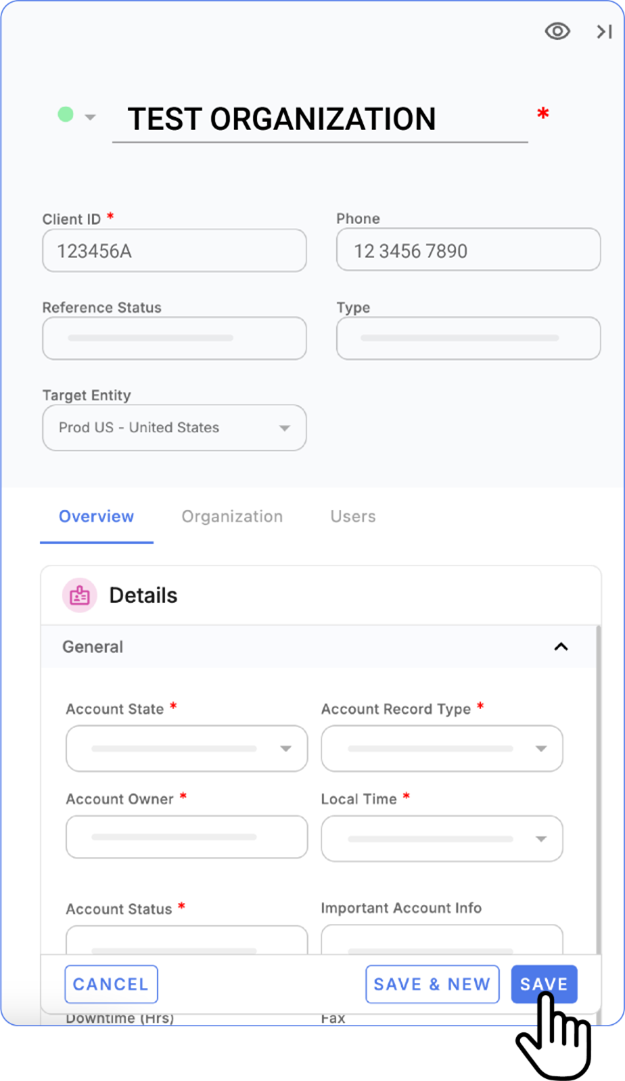 TEST ORGANIZATION *
Client ID * Phone
123456A 12 3456 7890
Reference Status Type
Target Entity
Prod US - United States
Overview Organization Users
Details
General
Account State * Account Record Type *
Account Owner * Local Time *
Account Status * Important Account Info
CANCEL SAVE & NEW SAVE
Downtime (Hrs) Fax